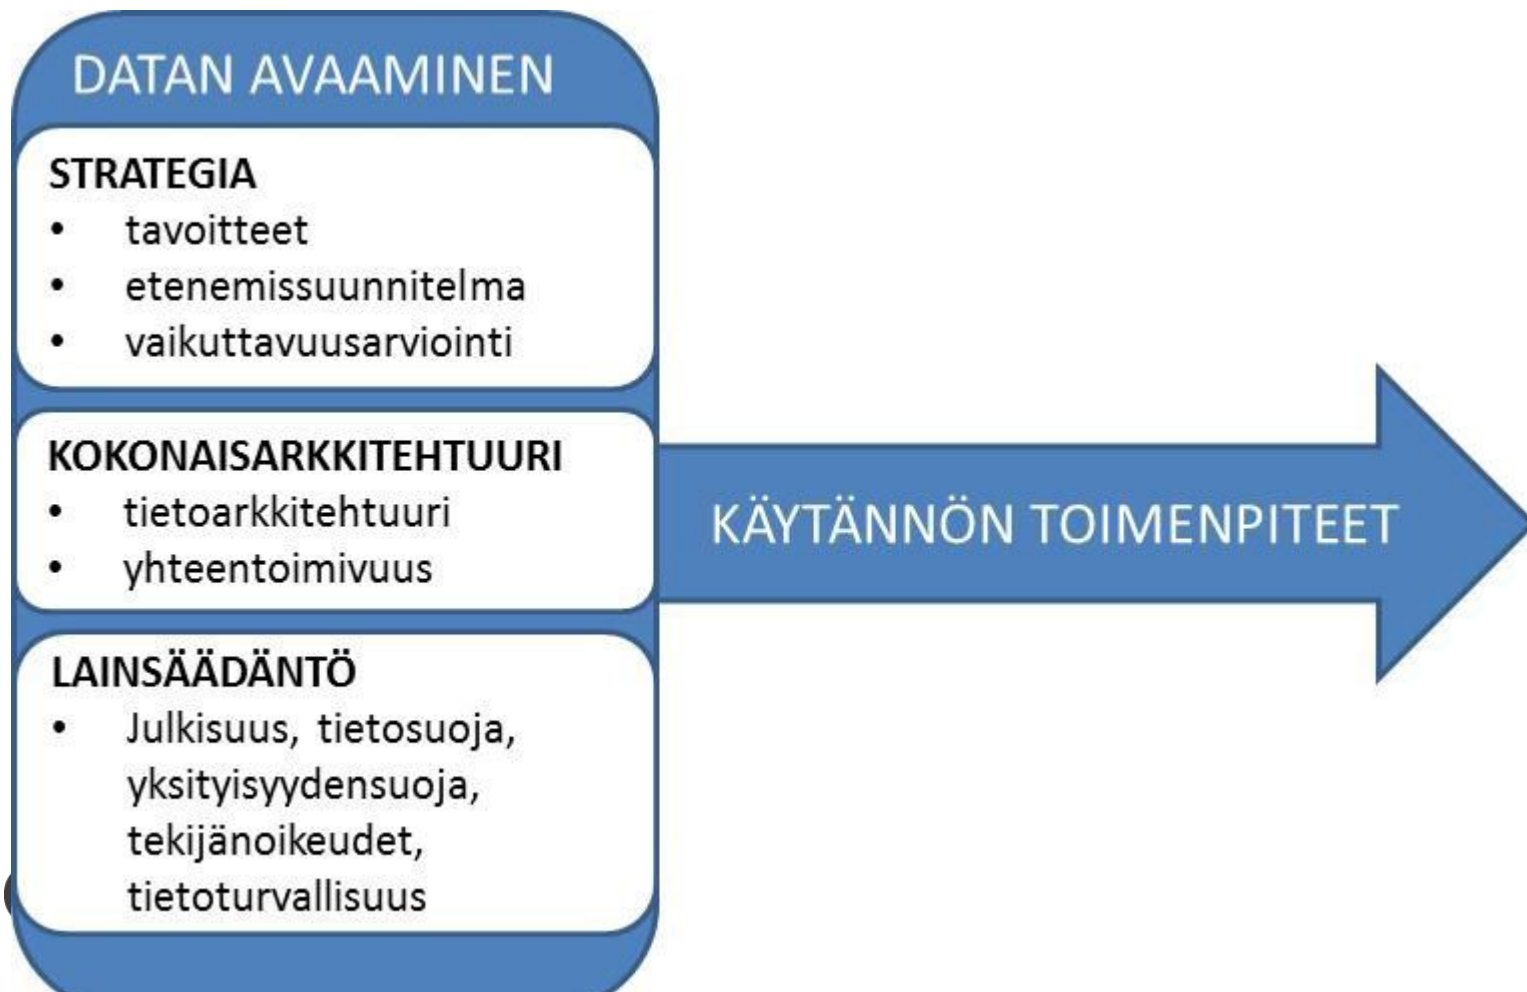 DATAN AVAAMINEN
STRATEGIA
• tavoitteet
• etenemissuunnitelma
• vaikuttavuusarviointi
KOKONAISARKKITEHTUURI
• tietoarkkitehtuuri
• yhteentoimivuus
LAINSÄÄDÄNTÖ
• Julkisuus, tietosuoja,
yksityisyydensuoja,
tekijänoikeudet,
tietoturvallisuus
KÄYTÄNNÖN TOIMENPITEET